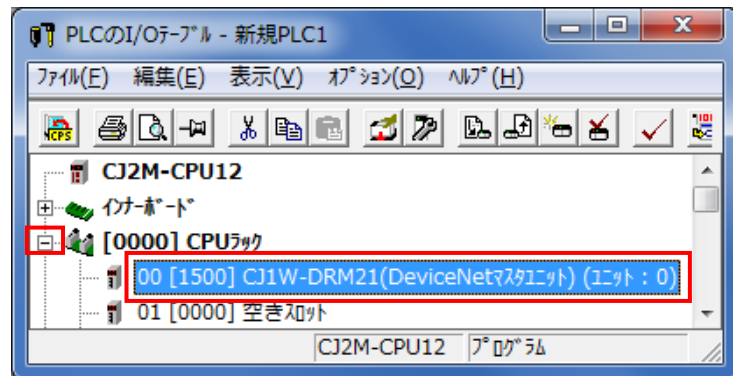 PLCのI/Oﾃｰﾌﾞﾙ - 新規PLC1
ﾌｧｲﾙ(F) 編集(E) 表示(V) ｵﾌﾟｼｮﾝ(O) ﾍﾙﾌﾟ(H)
CJ2M-CPU12
ｲﾝﾅｰﾎﾞｰﾄﾞ
[0000] CPUﾗｯｸ
00 [1500] CJ1W-DRM21(DeviceNetﾏｽﾀﾕﾆｯﾄ) (ﾕﾆｯﾄ : 0)
01 [0000] 空きｽﾛｯﾄ
CJ2M-CPU12 ﾌﾟﾛｸﾞﾗﾑ